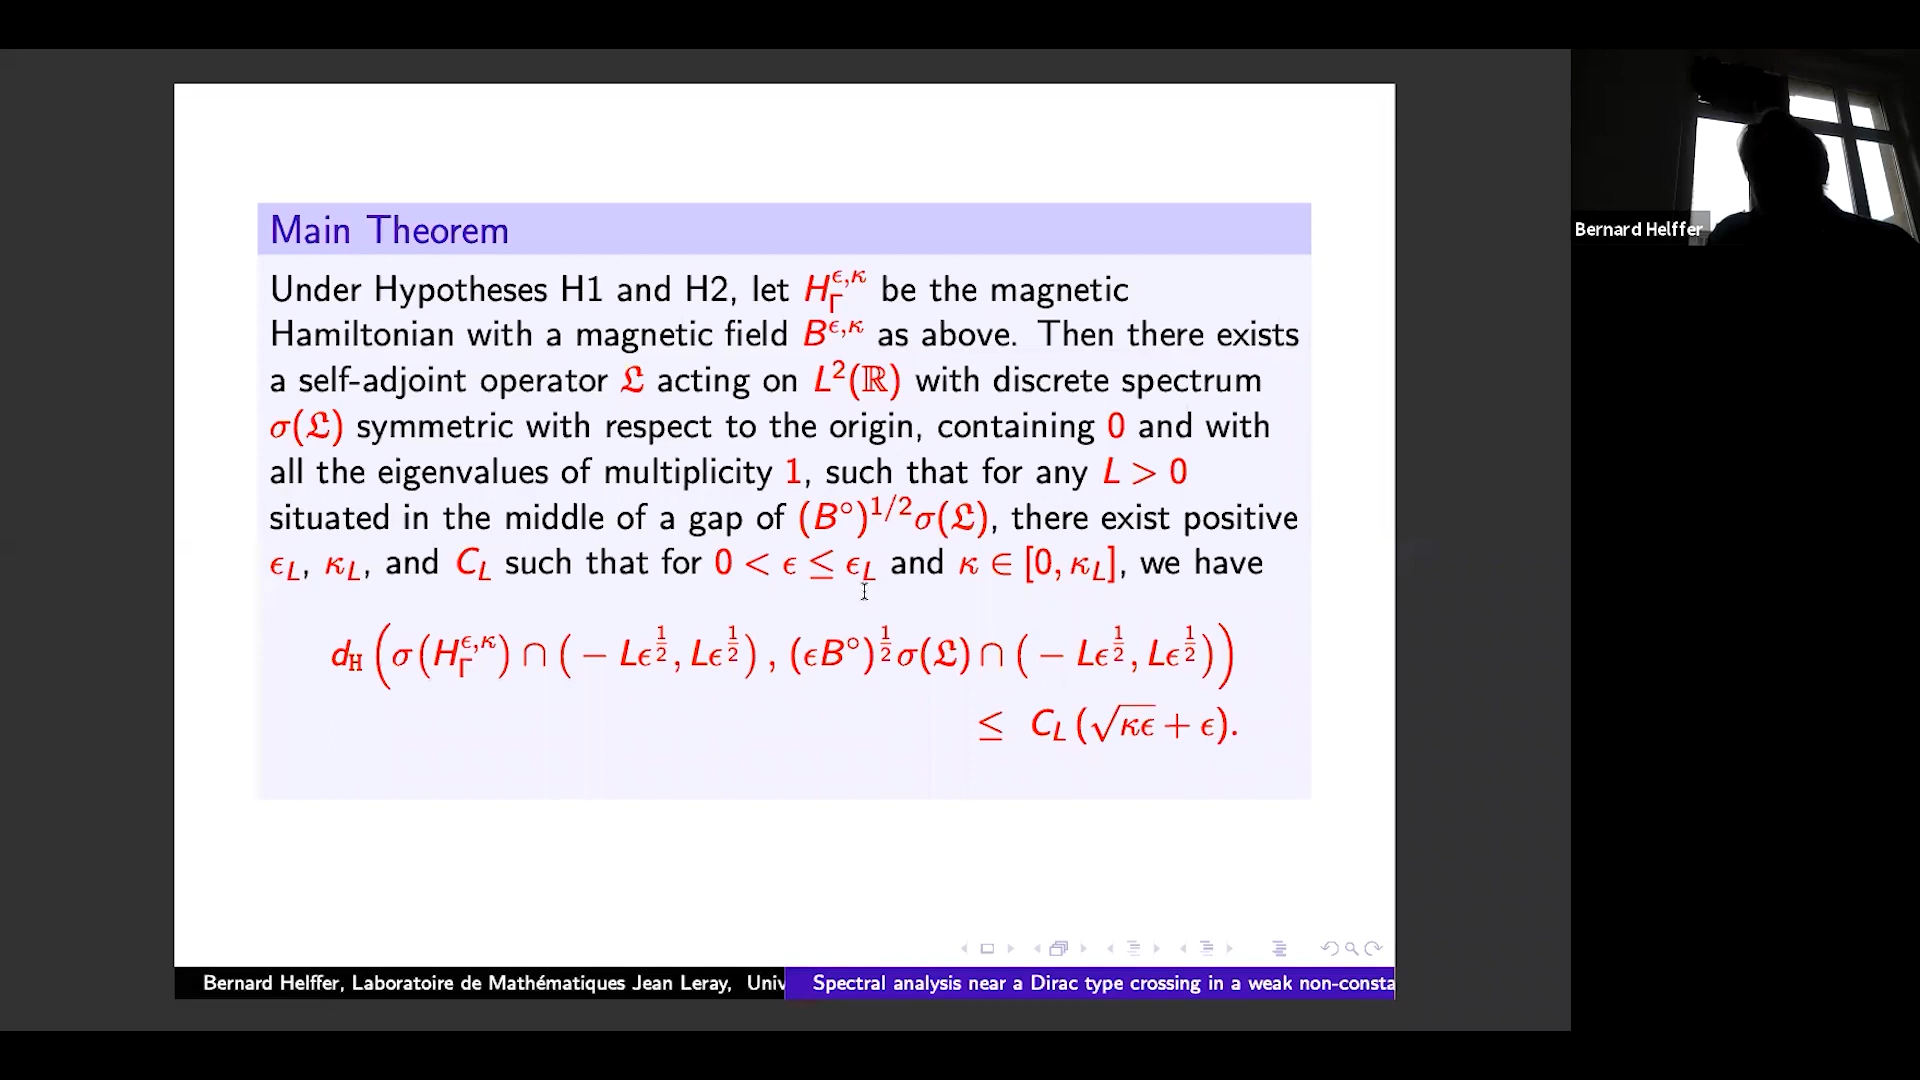 Main Theorem
Under Hypotheses H1 and H2, let $H_\Gamma^{\epsilon,\kappa}$ be the magnetic
Hamiltonian with a magnetic field $B^{\epsilon,\kappa}$ as above. Then there exists
a self-adjoint operator $\mathfrak{L}$ acting on $L^2(\mathbb{R})$ with discrete spectrum
$\sigma(\mathfrak{L})$ symmetric with respect to the origin, containing 0 and with
all the eigenvalues of multiplicity 1, such that for any $L > 0$
situated in the middle of a gap of $(B^\circ)^{1/2}\sigma(\mathfrak{L})$, there exist positive
$\epsilon_L$, $\kappa_L$, and $C_L$ such that for $0 < \epsilon \leq \epsilon_L$ and $\kappa \in [0, \kappa_L]$, we have
$d_{\mathtt{H}}\left(\sigma(H_\Gamma^{\epsilon,\kappa}) \cap (-L\epsilon^{\frac{1}{2}}, L\epsilon^{\frac{1}{2}}), (\epsilon B^\circ)^{\frac{1}{2}}\sigma(\mathfrak{L}) \cap (-L\epsilon^{\frac{1}{2}}, L\epsilon^{\frac{1}{2}})\right)$
$\leq C_L(\sqrt{\kappa\epsilon} + \epsilon).$
Bernard Helffer, Laboratoire de Mathématiques Jean Leray, Univ
Spectral analysis near a Dirac type crossing in a weak non-consta
Bernard Helffer